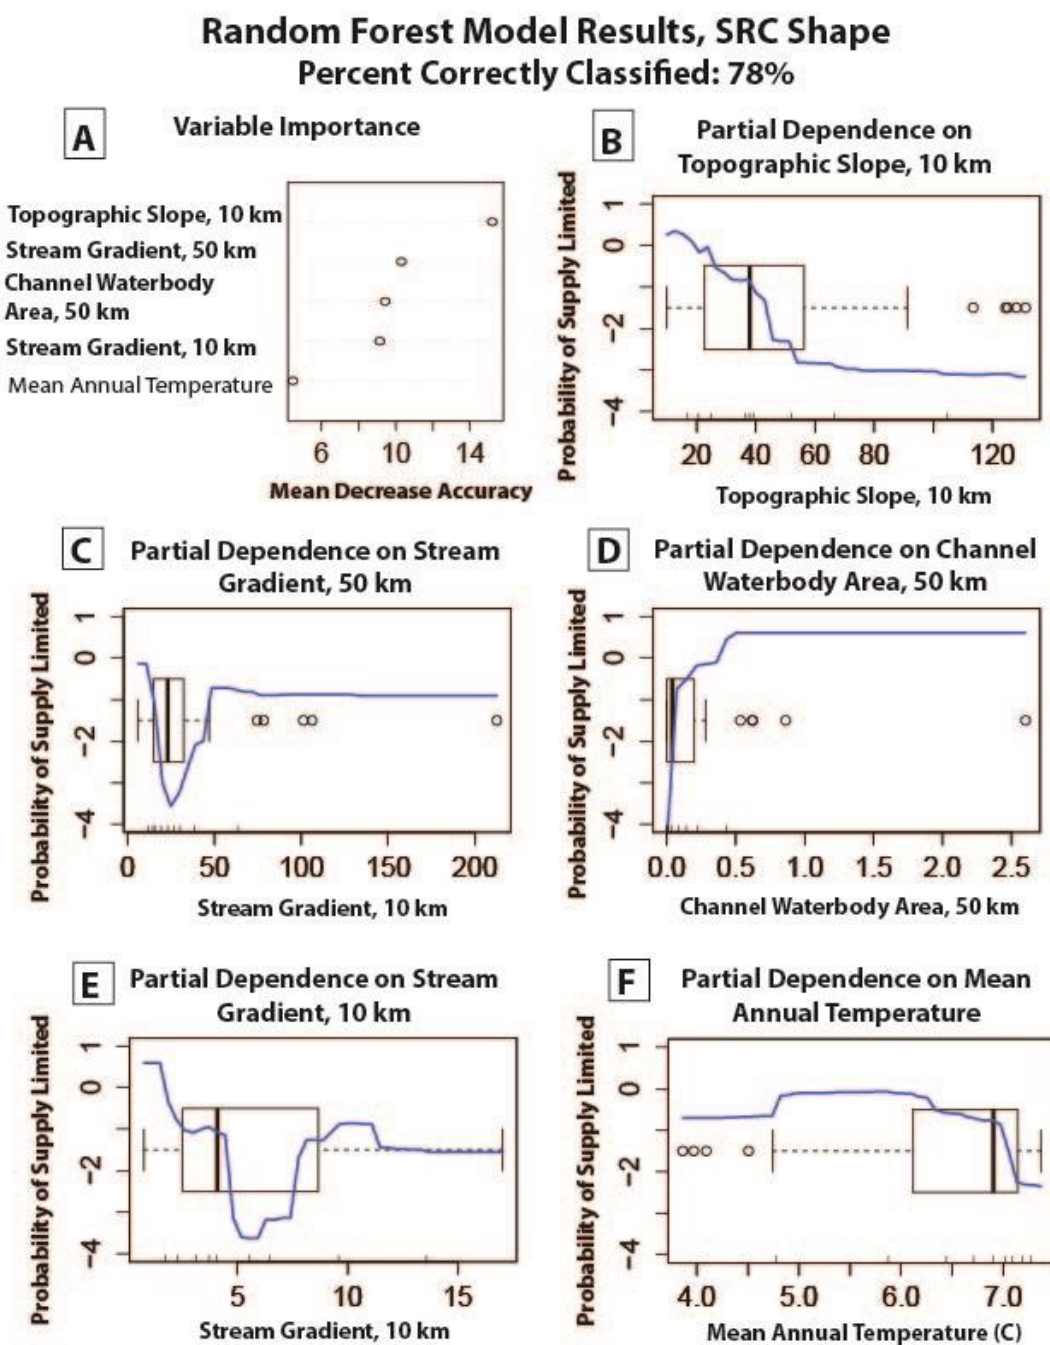 Random Forest Model Results, SRC Shape
Percent Correctly Classified: 78%
A
Variable Importance
Topographic Slope, 10 km
Stream Gradient, 50 km
Channel Waterbody
Area, 50 km
Stream Gradient, 10 km
Mean Annual Temperature
6 10 14
Mean Decrease Accuracy
B
Partial Dependence on
Topographic Slope, 10 km
Probability of Supply Limited
1
0
−2
−4
20 40 60 80 120
Topographic Slope, 10 km
C
Partial Dependence on Stream
Gradient, 50 km
Probability of Supply Limited
1
0
−2
−4
0 50 100 150 200
Stream Gradient, 10 km
D
Partial Dependence on Channel
Waterbody Area, 50 km
Probability of Supply Limited
1
0
−2
−4
0.0 0.5 1.0 1.5 2.0 2.5
Channel Waterbody Area, 50 km
E
Partial Dependence on Stream
Gradient, 10 km
Probability of Supply Limited
1
0
−2
−4
5 10 15
Stream Gradient, 10 km
F
Partial Dependence on Mean
Annual Temperature
Probability of Supply Limited
1
0
−2
−4
4.0 5.0 6.0 7.0
Mean Annual Temperature (C)